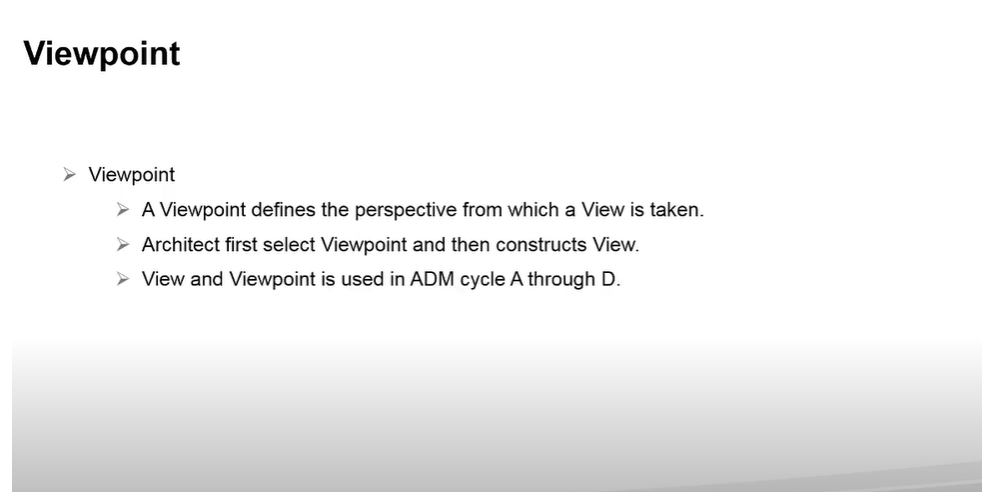 Viewpoint
Viewpoint
A Viewpoint defines the perspective from which a View is taken.
Architect first select Viewpoint and then constructs View.
View and Viewpoint is used in ADM cycle A through D.